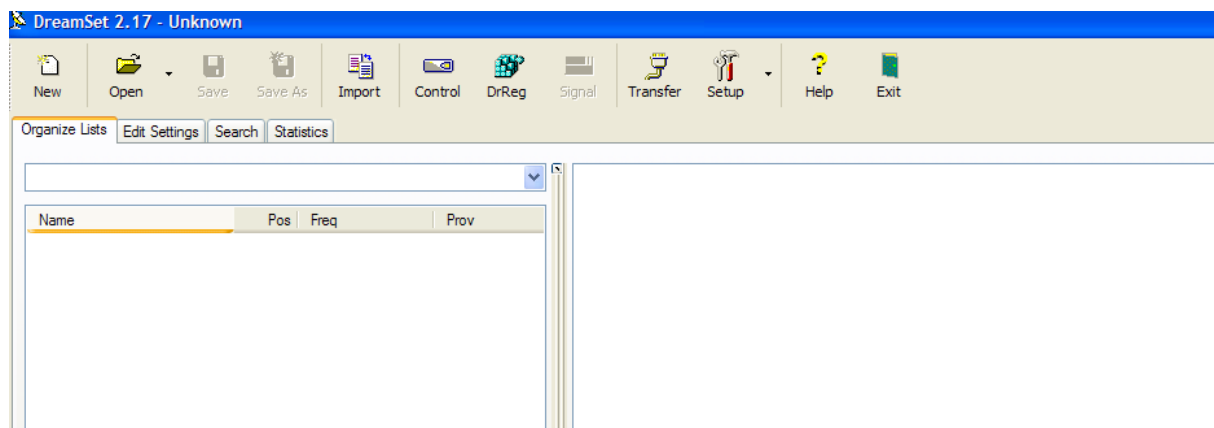 DreamSet 2.17 - Unknown
New Open Save Save As Import Control DrReg Signal Transfer Setup Help Exit
Organize Lists Edit Settings Search Statistics
Name Pos Freq Prov